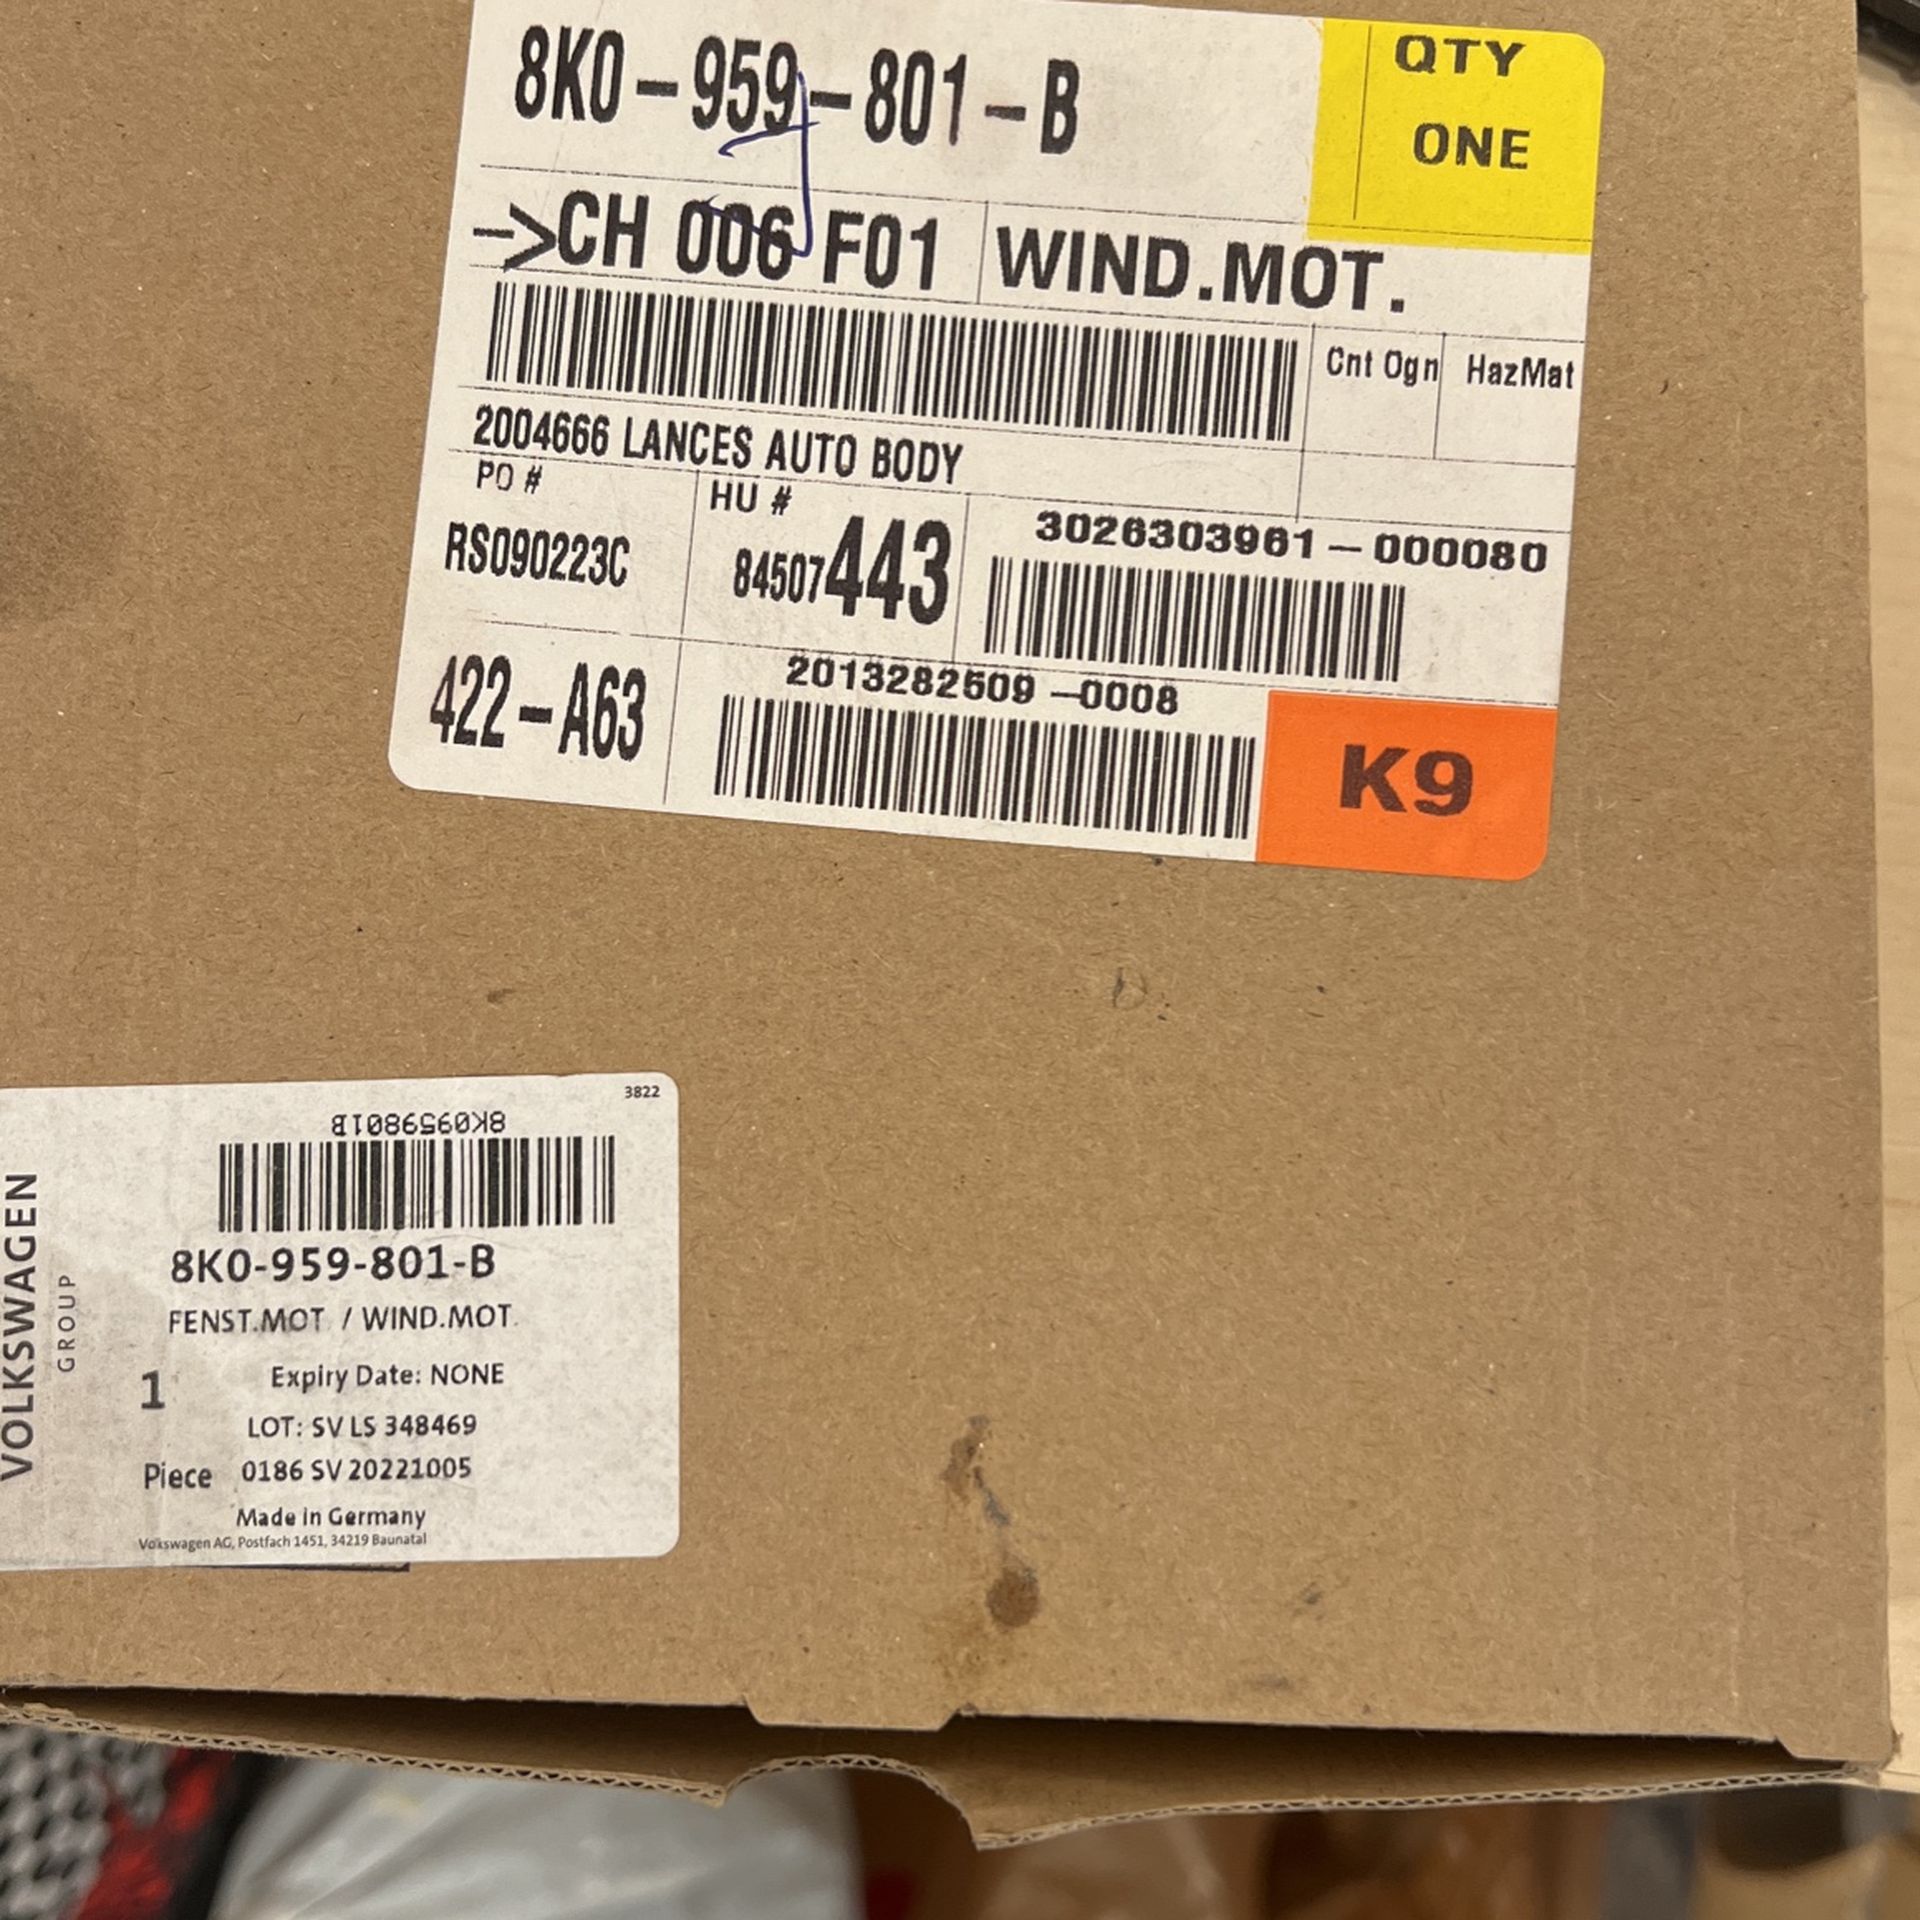 8K0-959-801-B
QTY
ONE
->CH 006 F01 WIND.MOT.
Cnt Ogn HazMat
2004666 LANCES AUTO BODY
PO # HU #
3026303961-000080
RS090223C 84507443
422-A63 2013282509-0008
K9
3822
8K0959801B
8K0-959-801-B
FENST.MOT. / WIND.MOT.
Expiry Date: NONE
1
LOT: SV LS 348469
Piece 0186 SV 20221005
Made in Germany
Volkswagen AG, Postfach 1451, 34219 Baunatal
VOLKSWAGEN
GROUP